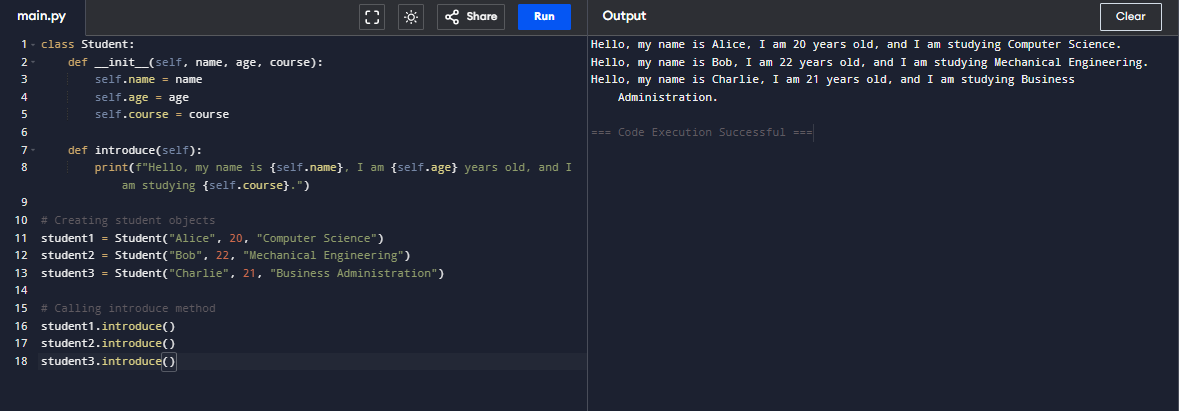 main.py
Share
Run
Output
Clear
1 class Student:
2     def __init__(self, name, age, course):
3         self.name = name
4         self.age = age
5         self.course = course
6
7     def introduce(self):
8         print(f"Hello, my name is {self.name}, I am {self.age} years old, and I
            am studying {self.course}.")
9
10 # Creating student objects
11 student1 = Student("Alice", 20, "Computer Science")
12 student2 = Student("Bob", 22, "Mechanical Engineering")
13 student3 = Student("Charlie", 21, "Business Administration")
14
15 # Calling introduce method
16 student1.introduce()
17 student2.introduce()
18 student3.introduce()
Hello, my name is Alice, I am 20 years old, and I am studying Computer Science.
Hello, my name is Bob, I am 22 years old, and I am studying Mechanical Engineering.
Hello, my name is Charlie, I am 21 years old, and I am studying Business
    Administration.
=== Code Execution Successful ===